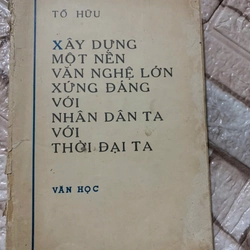 TỐ HỮU
XÂY DỰNG
MỘT NỀN
VĂN NGHỆ LỚN
XỨNG ĐÁNG
VỚI
NHÂN DÂN TA
VỚI
THỜI ĐẠI TA
VĂN HỌC